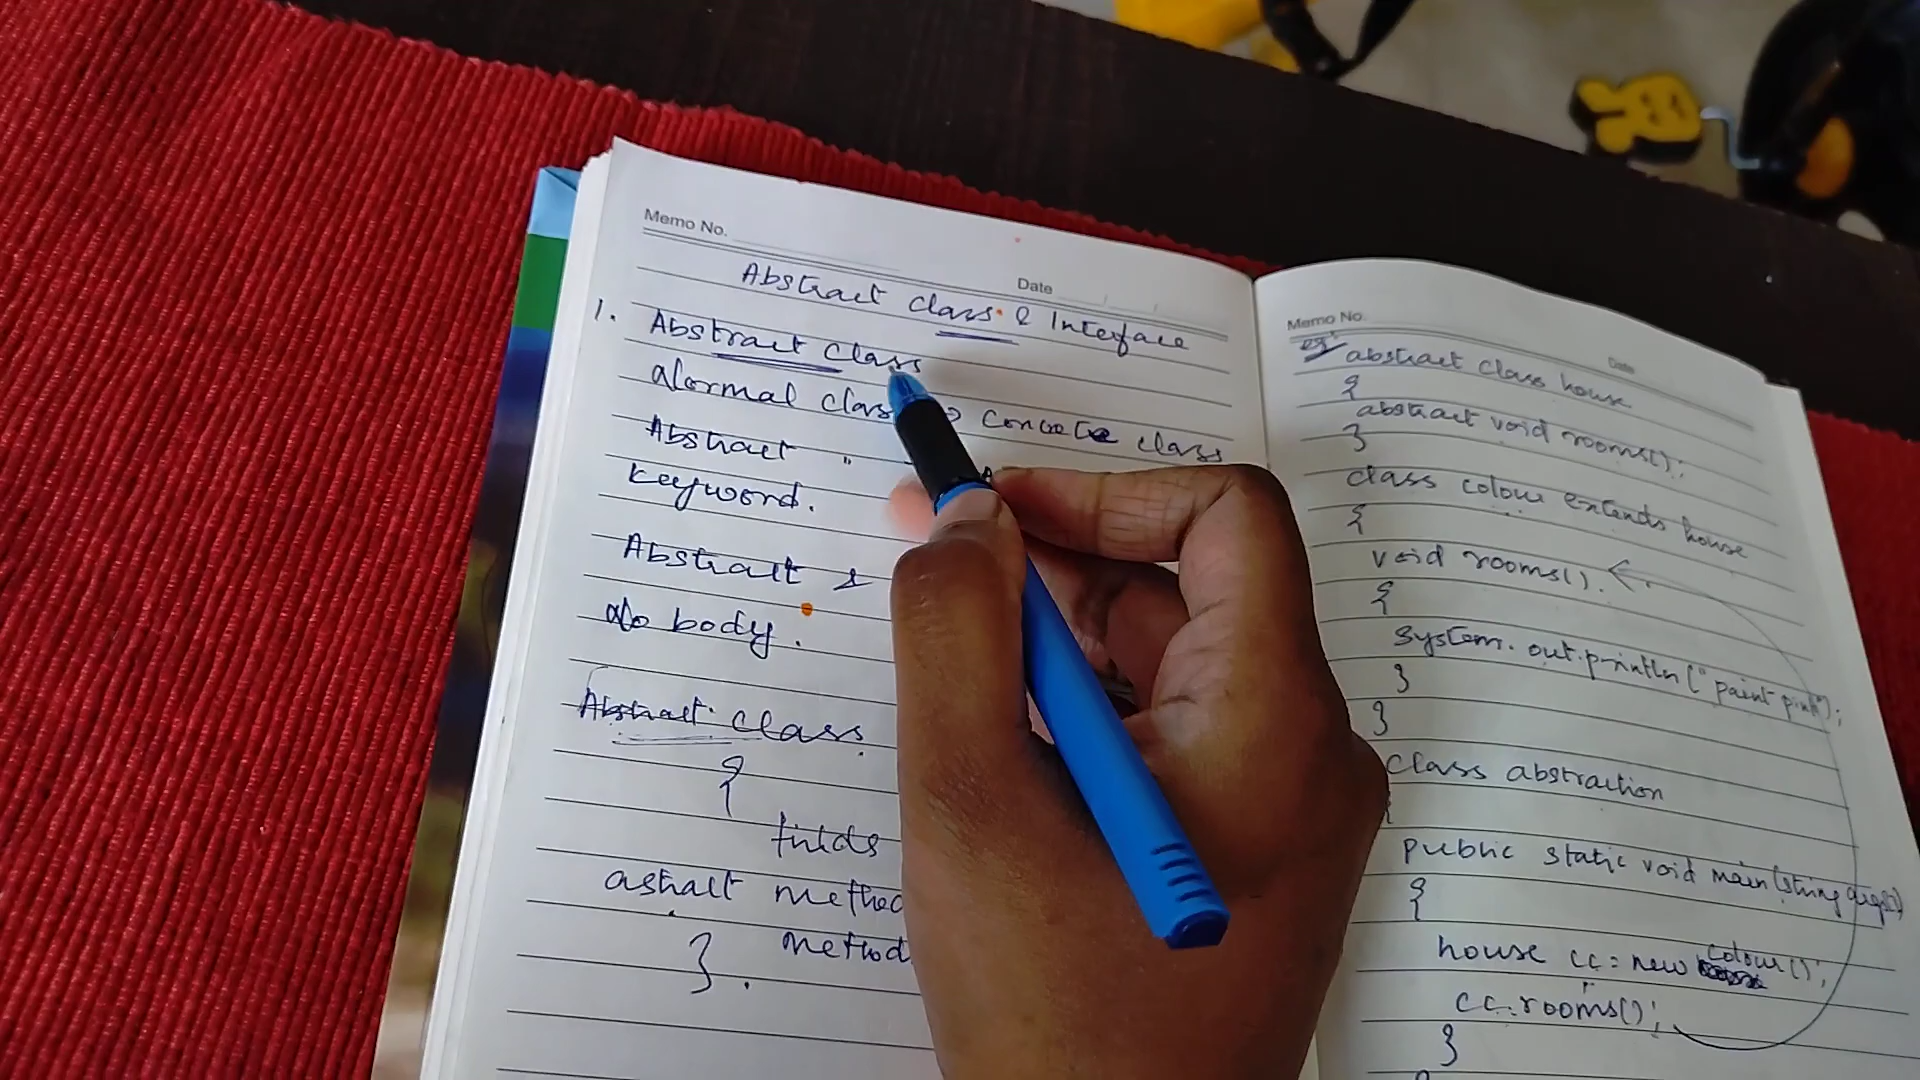 Memo No.
Date
Abstract class & Interface
1. Abstract class
Normal class → Concrete class
Abstract "
keyword.
Abstract &
No body.
Abstract class
{
fields
astract method
method
}.
Memo No.
Date
eg: abstract class house
{
abstract void rooms();
}
class colour extends house
{
void rooms().
{
System.out.println("paint pink");
}
}
class abstraction
{
public static void main(String args[])
{
house cc = new colour();
cc.rooms();
}